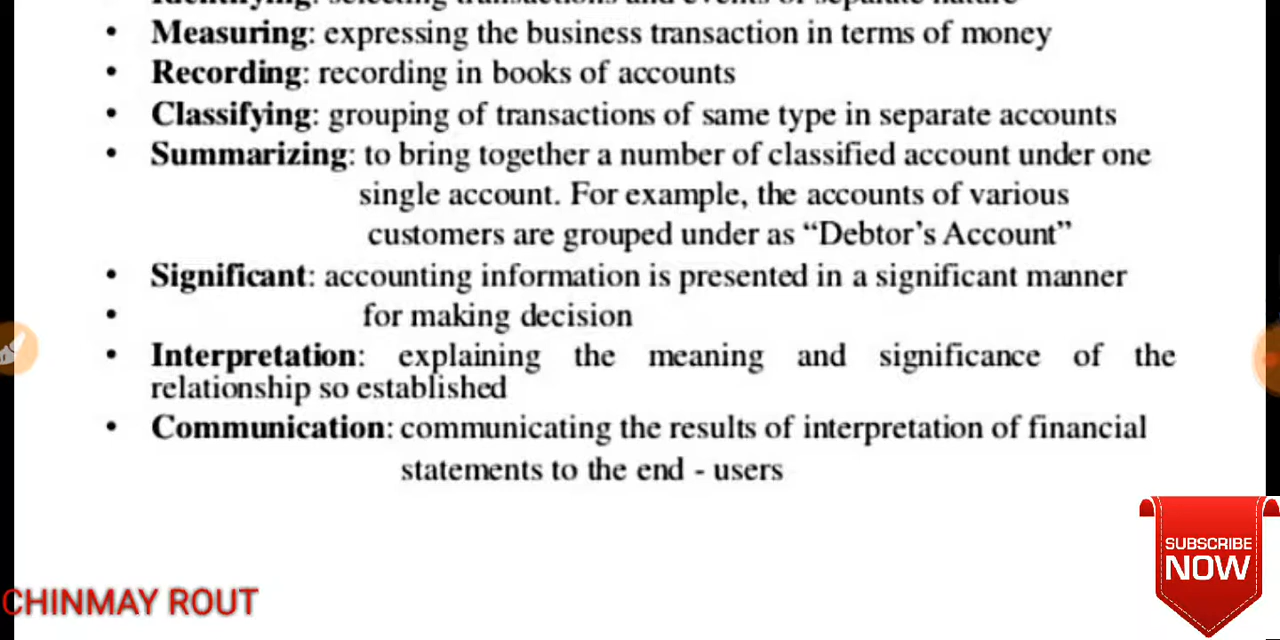 Identifying: selecting transactions and events of separate nature
• Measuring: expressing the business transaction in terms of money
• Recording: recording in books of accounts
• Classifying: grouping of transactions of same type in separate accounts
• Summarizing: to bring together a number of classified account under one
single account. For example, the accounts of various
customers are grouped under as “Debtor’s Account”
• Significant: accounting information is presented in a significant manner
• for making decision
• Interpretation: explaining the meaning and significance of the
relationship so established
• Communication: communicating the results of interpretation of financial
statements to the end - users
SUBSCRIBE
NOW
CHINMAY ROUT